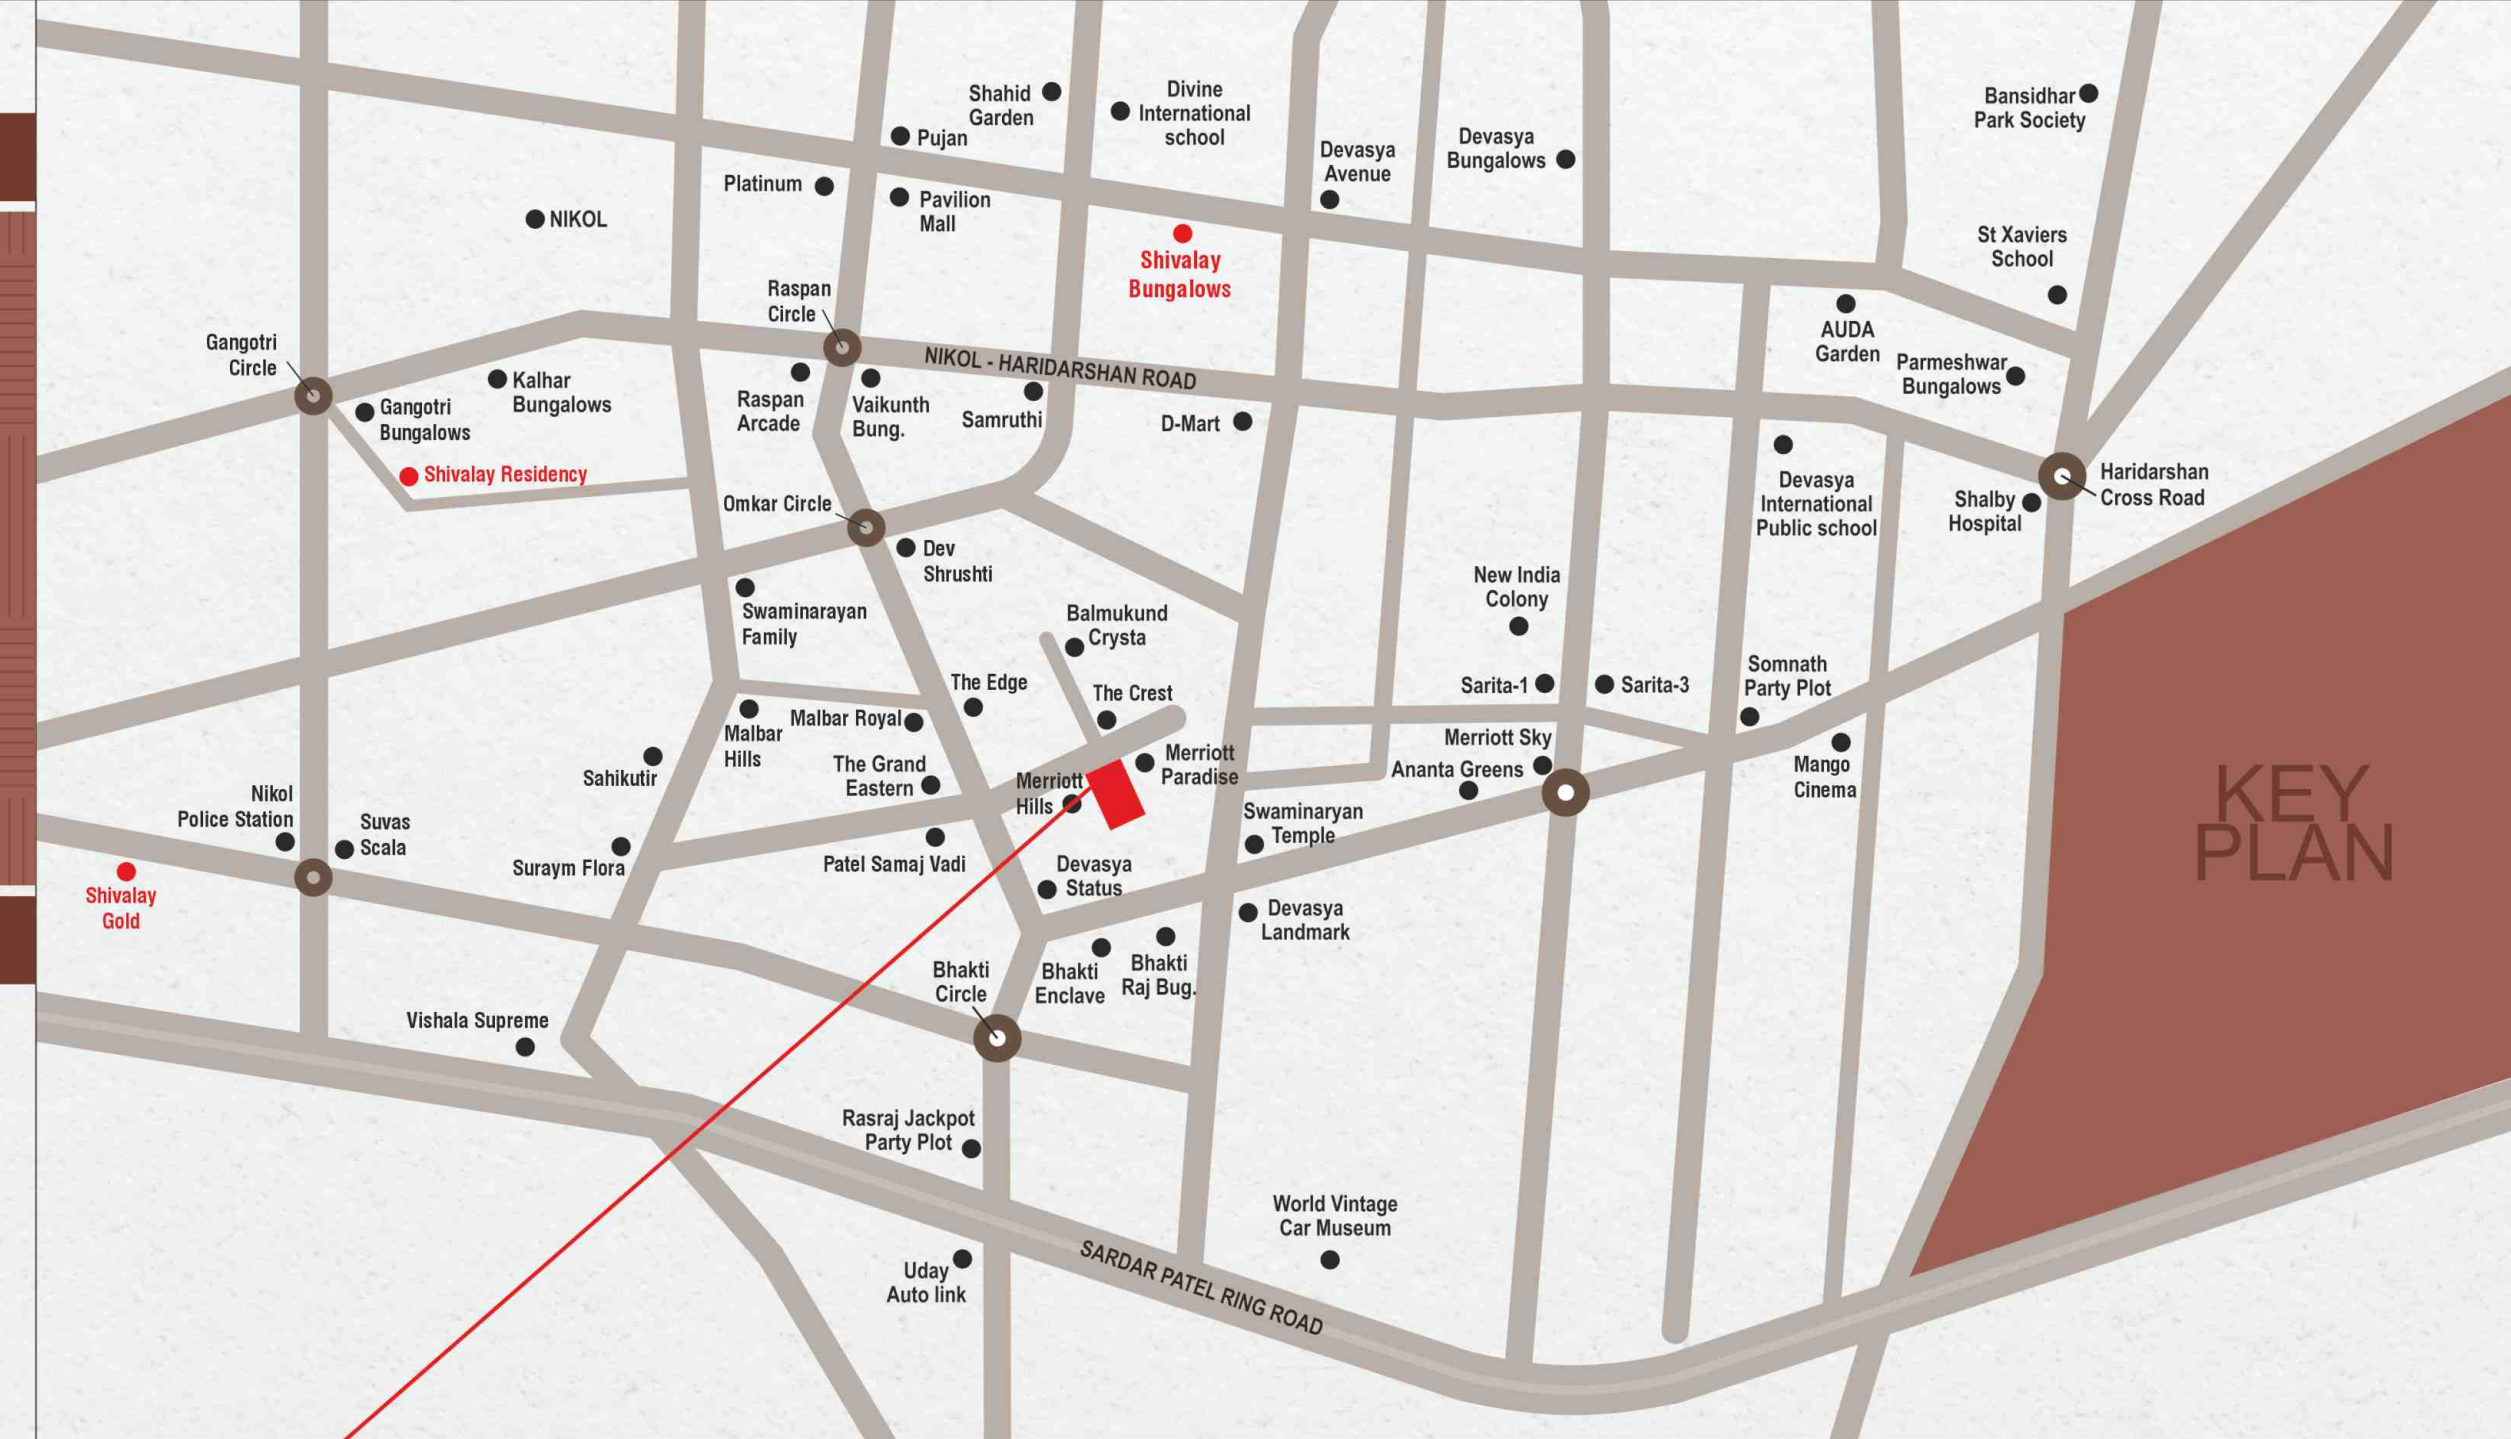 Shahid
Garden
Divine
International
school
Bansidhar
Park Society
Pujan
Devasya
Avenue
Devasya
Bungalows
Platinum
Pavilion
Mall
NIKOL
Shivalay
Bungalows
St Xaviers
School
Raspan
Circle
Gangotri
Circle
NIKOL - HARIDARSHAN ROAD
AUDA
Garden
Parmeshwar
Bungalows
Kalhar
Bungalows
Gangotri
Bungalows
Raspan
Arcade
Vaikunth
Bung.
Samruthi
D-Mart
Shivalay Residency
Devasya
International
Public school
Haridarshan
Cross Road
Shalby
Hospital
Omkar Circle
Dev
Shrushti
New India
Colony
Swaminarayan
Family
Balmukund
Crysta
The Edge
The Crest
Sarita-1
Sarita-3
Somnath
Party Plot
Malbar Royal
Malbar
Hills
Merriott Sky
Merriott
Paradise
Ananta Greens
Sahikutir
The Grand
Eastern
Merriott
Hills
Mango
Cinema
KEY
PLAN
Nikol
Police Station
Suvas
Scala
Swaminaryan
Temple
Suraym Flora
Patel Samaj Vadi
Devasya
Status
Shivalay
Gold
Devasya
Landmark
Bhakti
Circle
Bhakti
Enclave
Bhakti
Raj Bug.
Vishala Supreme
Rasraj Jackpot
Party Plot
World Vintage
Car Museum
Uday
Auto link
SARDAR PATEL RING ROAD